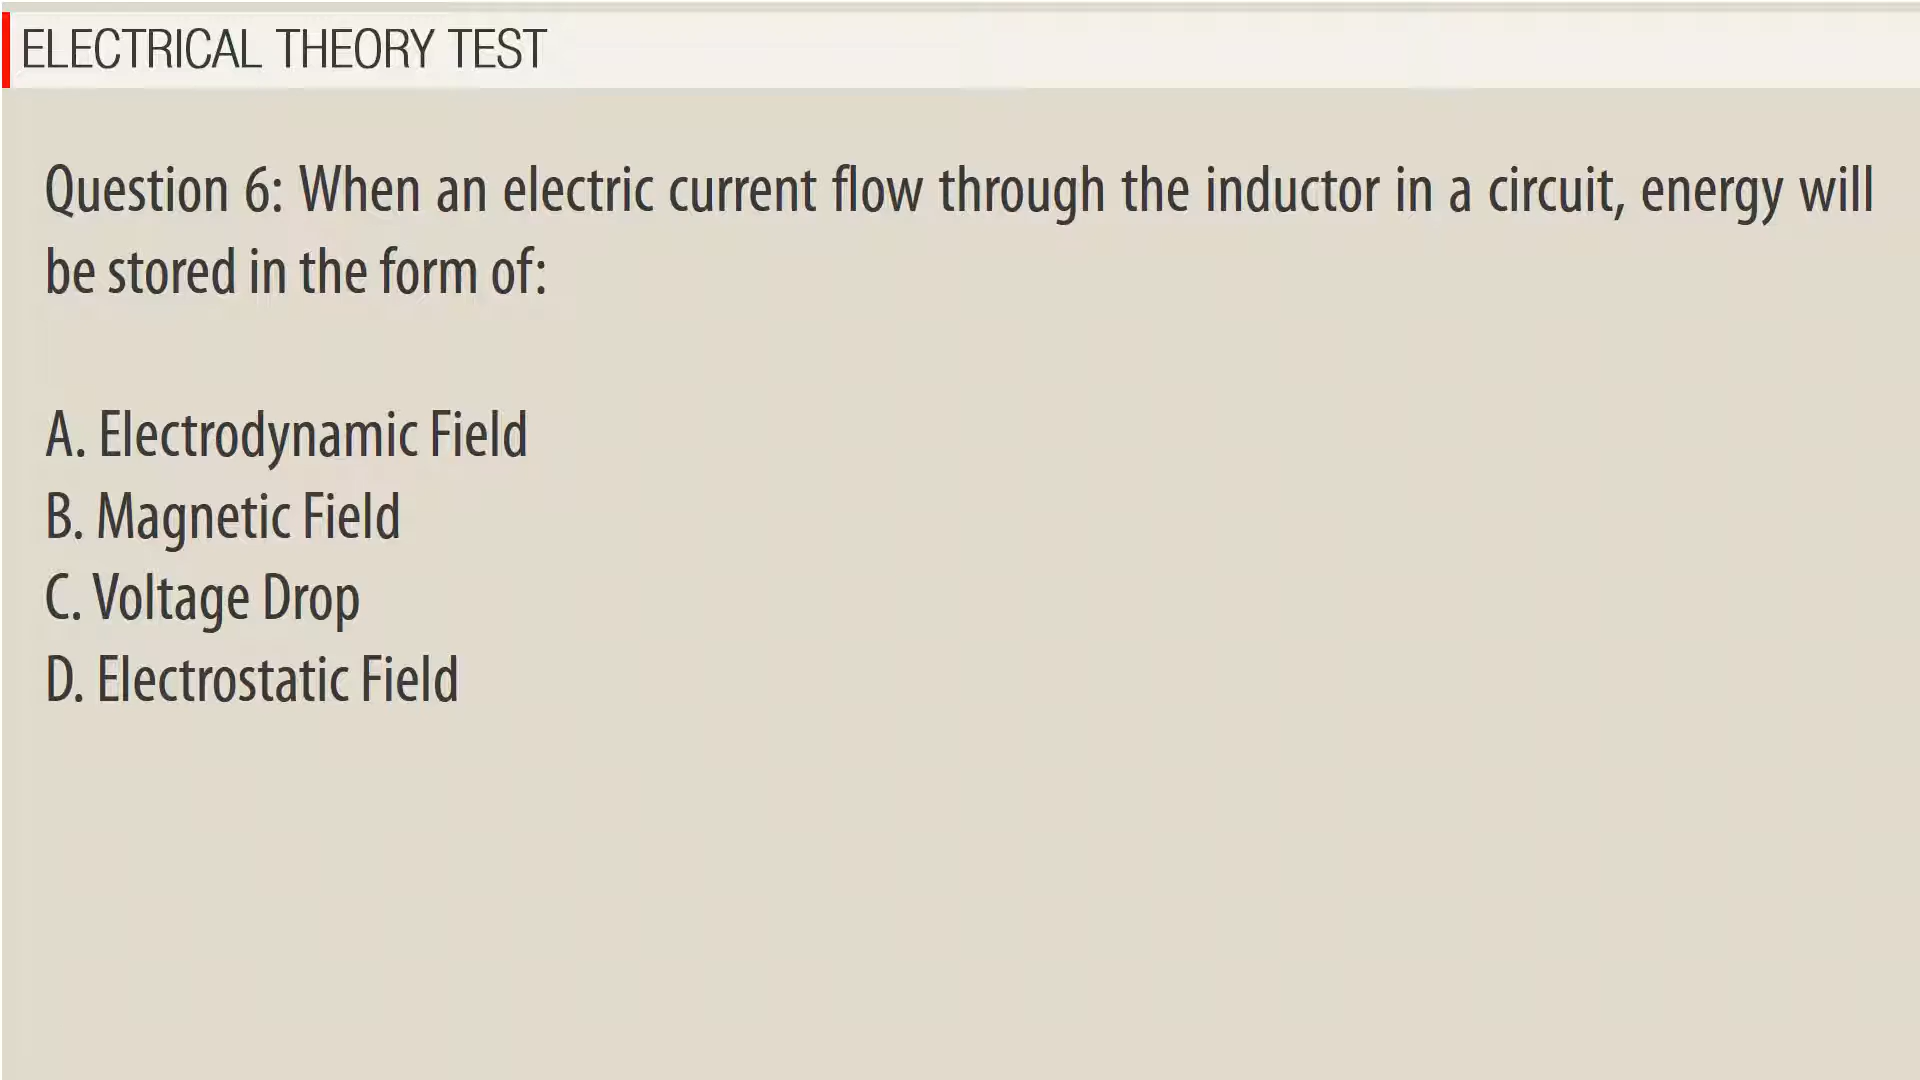 ELECTRICAL THEORY TEST
Question 6: When an electric current flow through the inductor in a circuit, energy will
be stored in the form of:
A. Electrodynamic Field
B. Magnetic Field
C. Voltage Drop
D. Electrostatic Field